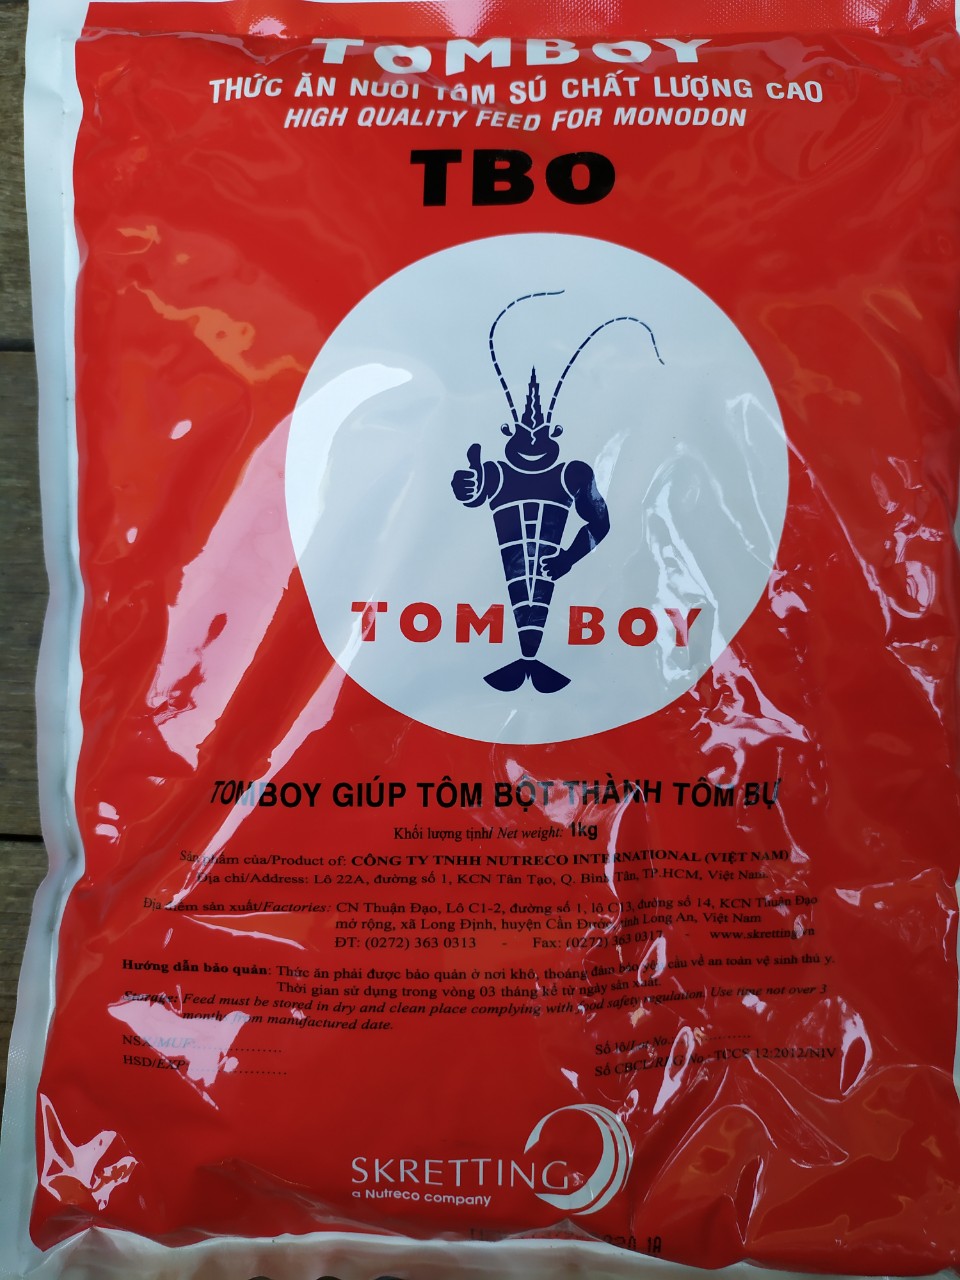 TOMBOY
THỨC ĂN NUÔI TÔM SÚ CHẤT LƯỢNG CAO
HIGH QUALITY FEED FOR MONODON
TBO
TOM BOY
TOMBOY GIÚP TÔM BỘT THÀNH TÔM BỰ
Khối lượng tịnh/ Net weight: 1kg
Sản phẩm của/Product of: CÔNG TY TNHH NUTRECO INTERNATIONAL (VIỆT NAM)
Địa chỉ/Address: Lô 22A, đường số 1, KCN Tân Tạo, Q. Bình Tân, TP.HCM, Việt Nam.
Địa điểm sản xuất/Factories: CN Thuận Đạo, Lô C1-2, đường số 1, lô C13, đường số 14, KCN Thuận Đạo
mở rộng, xã Long Định, huyện Cần Đước, tỉnh Long An, Việt Nam
ĐT: (0272) 363 0313 - Fax: (0272) 363 0317 - www.skretting.vn
Hướng dẫn bảo quản: Thức ăn phải được bảo quản ở nơi khô, thoáng đảm bảo yêu cầu về an toàn vệ sinh thú y.
Thời gian sử dụng trong vòng 03 tháng kể từ ngày sản xuất.
Storage: Feed must be stored in dry and clean place complying with food safety regulation. Use time not over 3
months from manufactured date.
NSX/MUF:................
HSD/EXP:................
Số lô/Lot No.................
Số CBCL/REG No.: TCCS 12:2012/NIV
SKRETTING
a Nutreco company